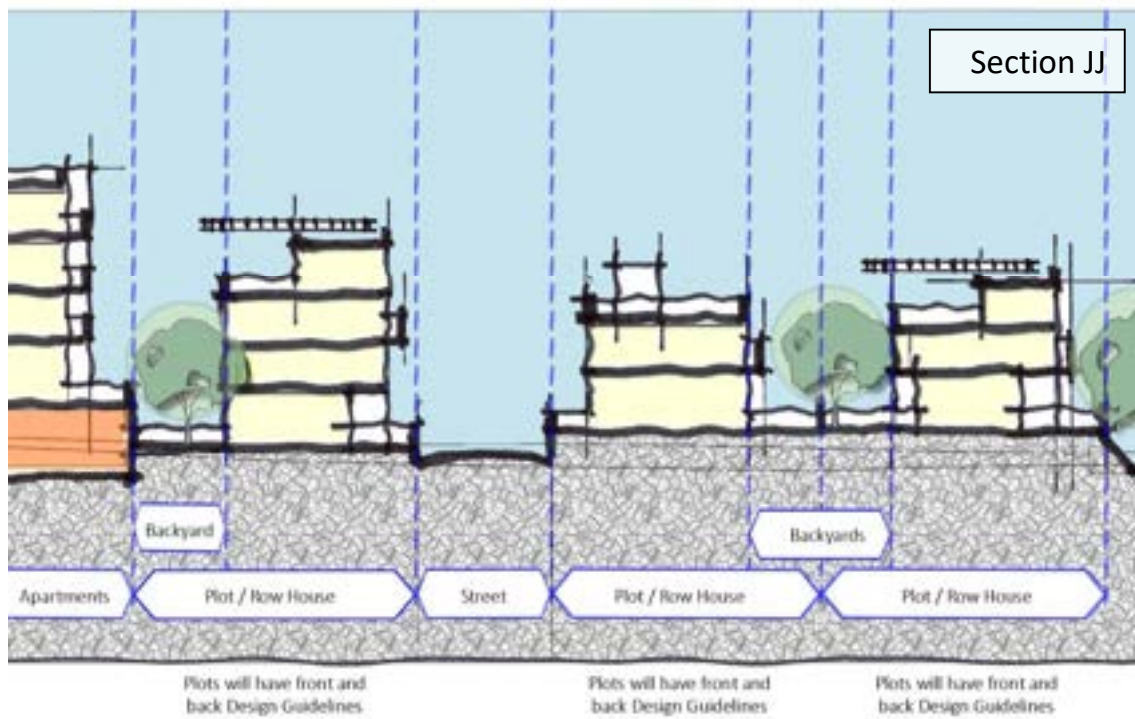 Section JJ
Backyard
Backyards
Apartments
Plot / Row House
Street
Plot / Row House
Plot / Row House
Plots will have front and
back Design Guidelines
Plots will have front and
back Design Guidelines
Plots will have front and
back Design Guidelines